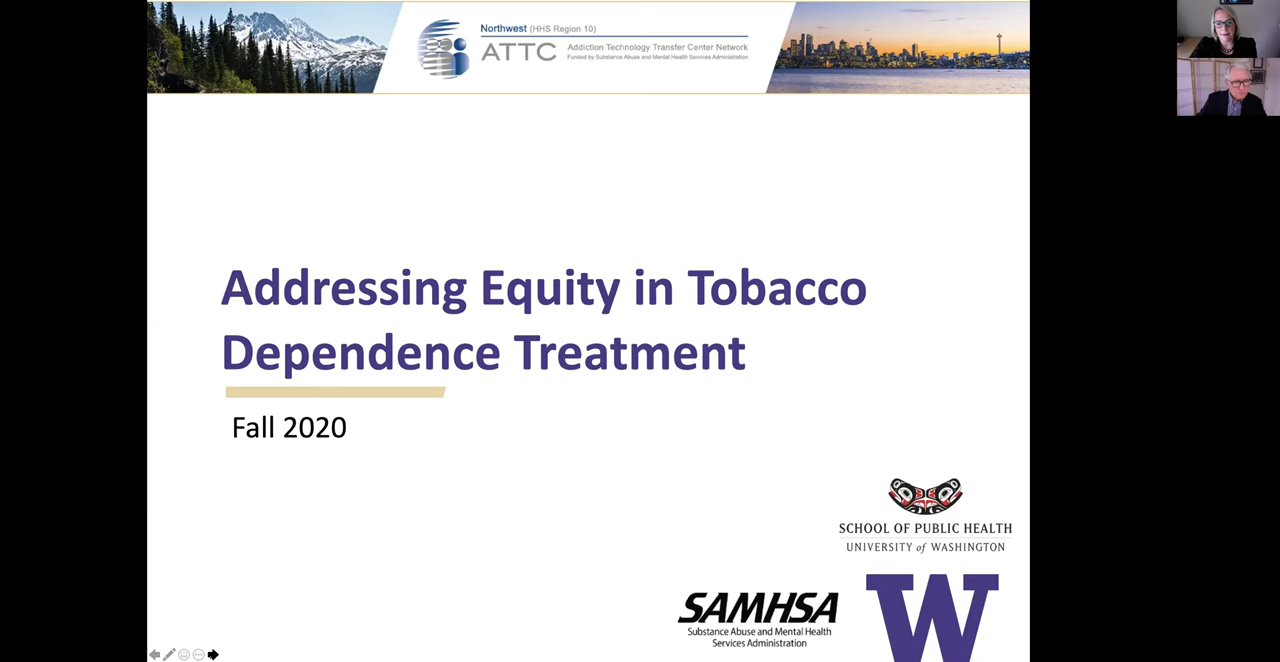 Northwest (HHS Region 10)
ATTC
Addiction Technology Transfer Center Network
Funded by Substance Abuse and Mental Health Services Administration
Addressing Equity in Tobacco
Dependence Treatment
Fall 2020
SCHOOL OF PUBLIC HEALTH
UNIVERSITY of WASHINGTON
SAMHSA
Substance Abuse and Mental Health
Services Administration
W